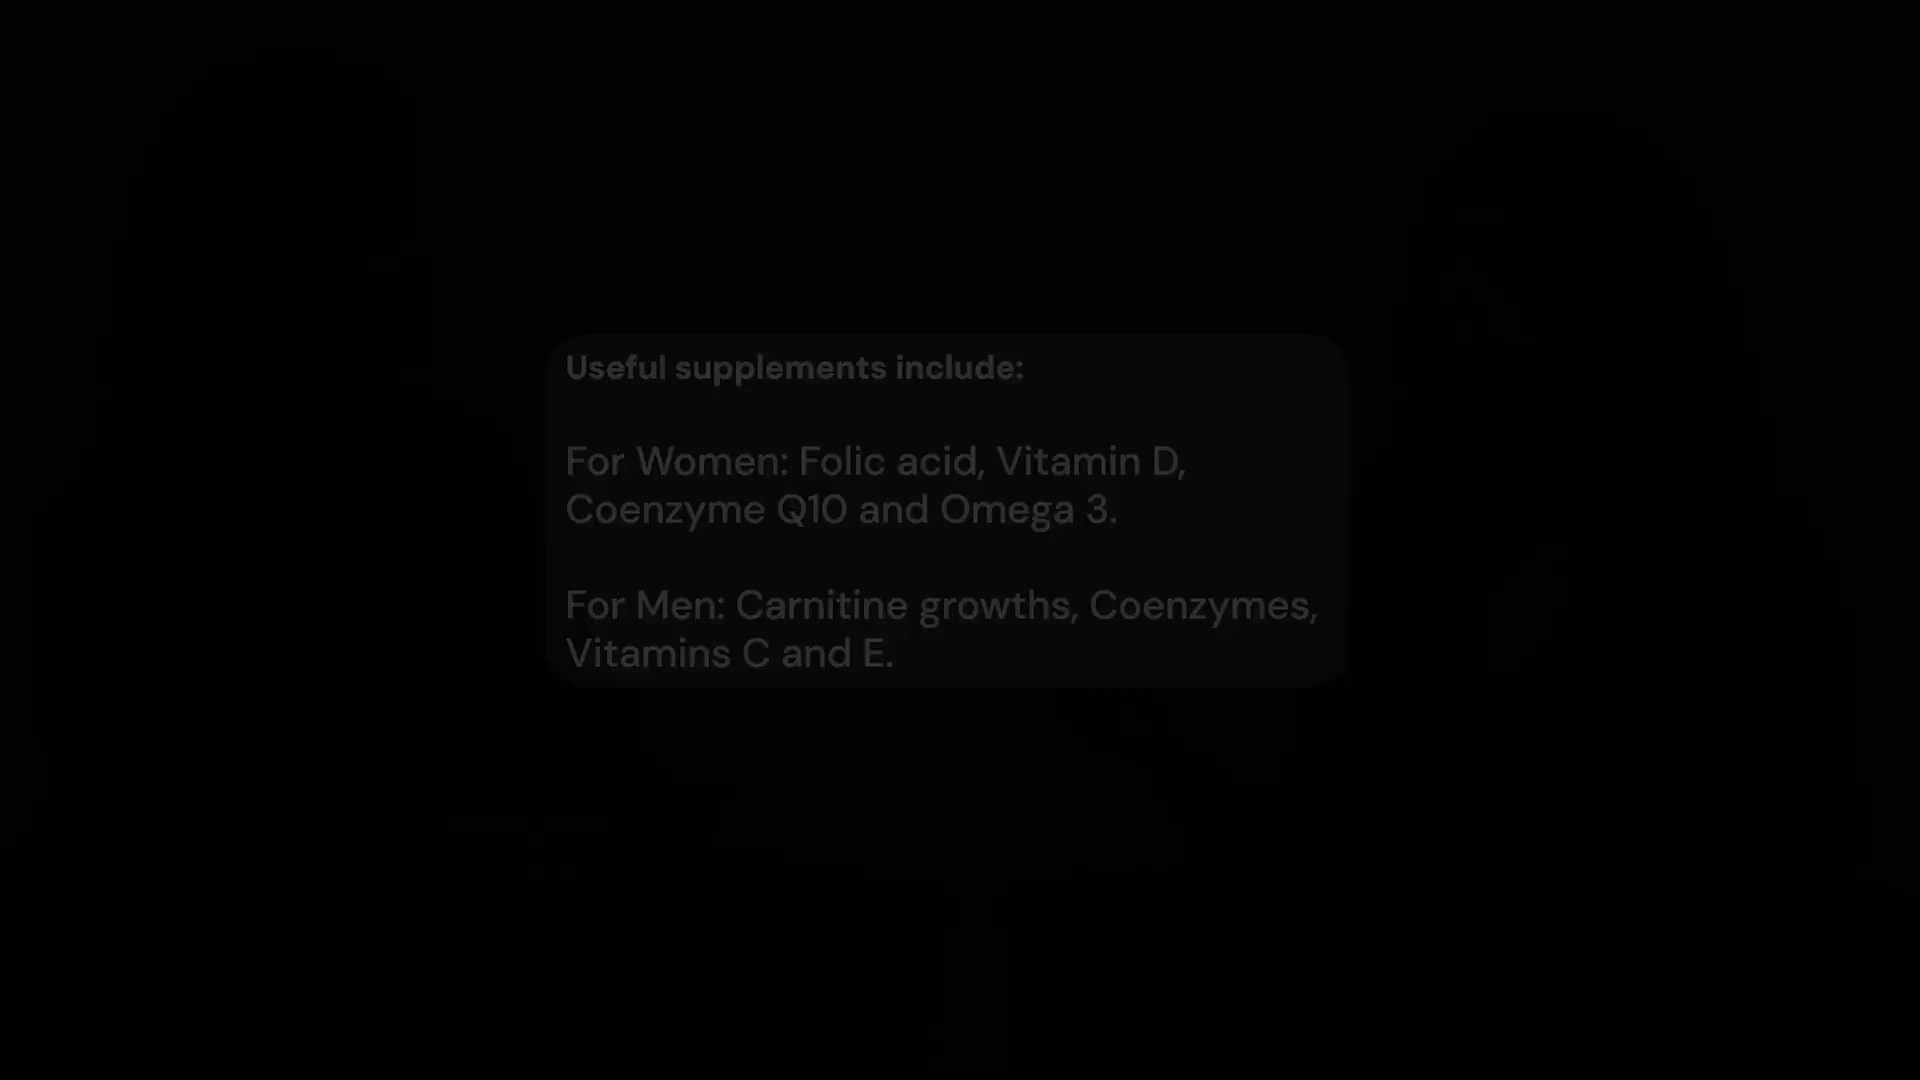 Useful supplements include:
For Women: Folic acid, Vitamin D,
Coenzyme Q10 and Omega 3.
For Men: Carnitine growths, Coenzymes,
Vitamins C and E.